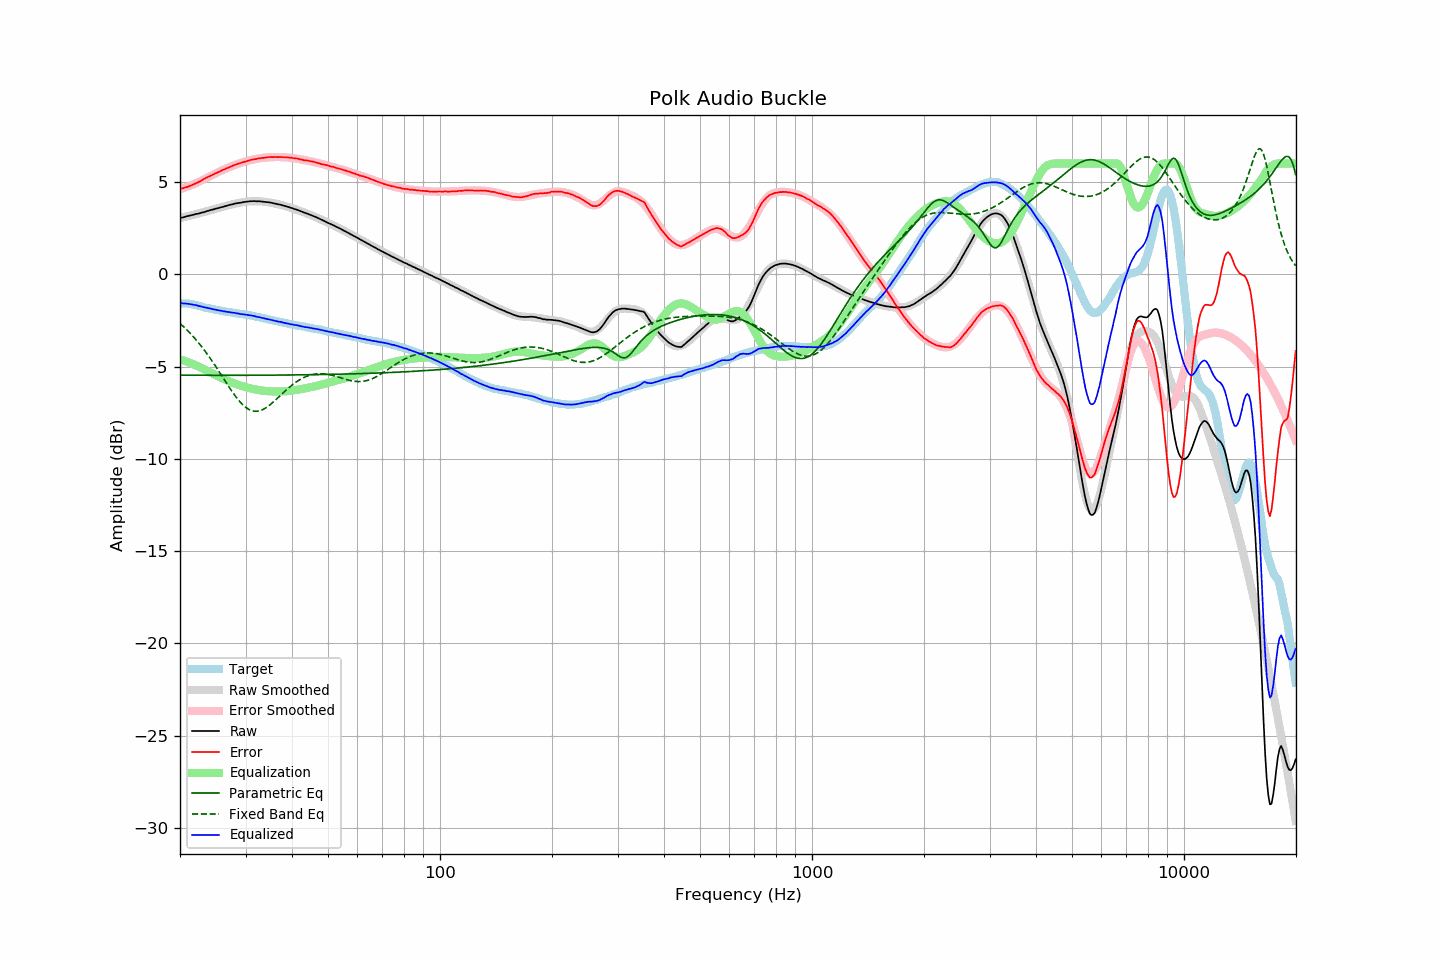 Polk Audio Buckle
Amplitude (dBr)
5
0
−5
−10
−15
−20
−25
−30
Target
Raw Smoothed
Error Smoothed
Raw
Error
Equalization
Parametric Eq
Fixed Band Eq
Equalized
100
1000
10000
Frequency (Hz)